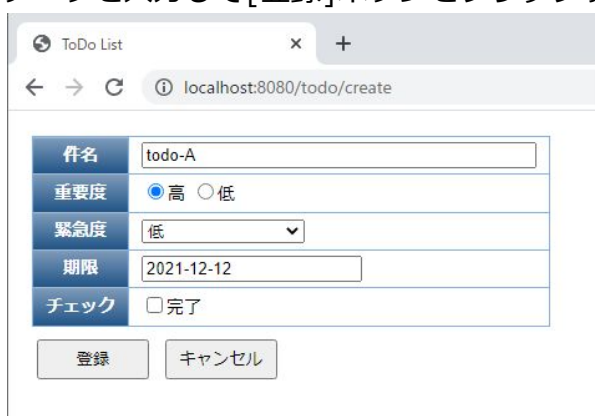 ToDo List
localhost:8080/todo/create
件名 todo-A
重要度 高 低
緊急度 低
期限 2021-12-12
チェック 完了
登録 キャンセル